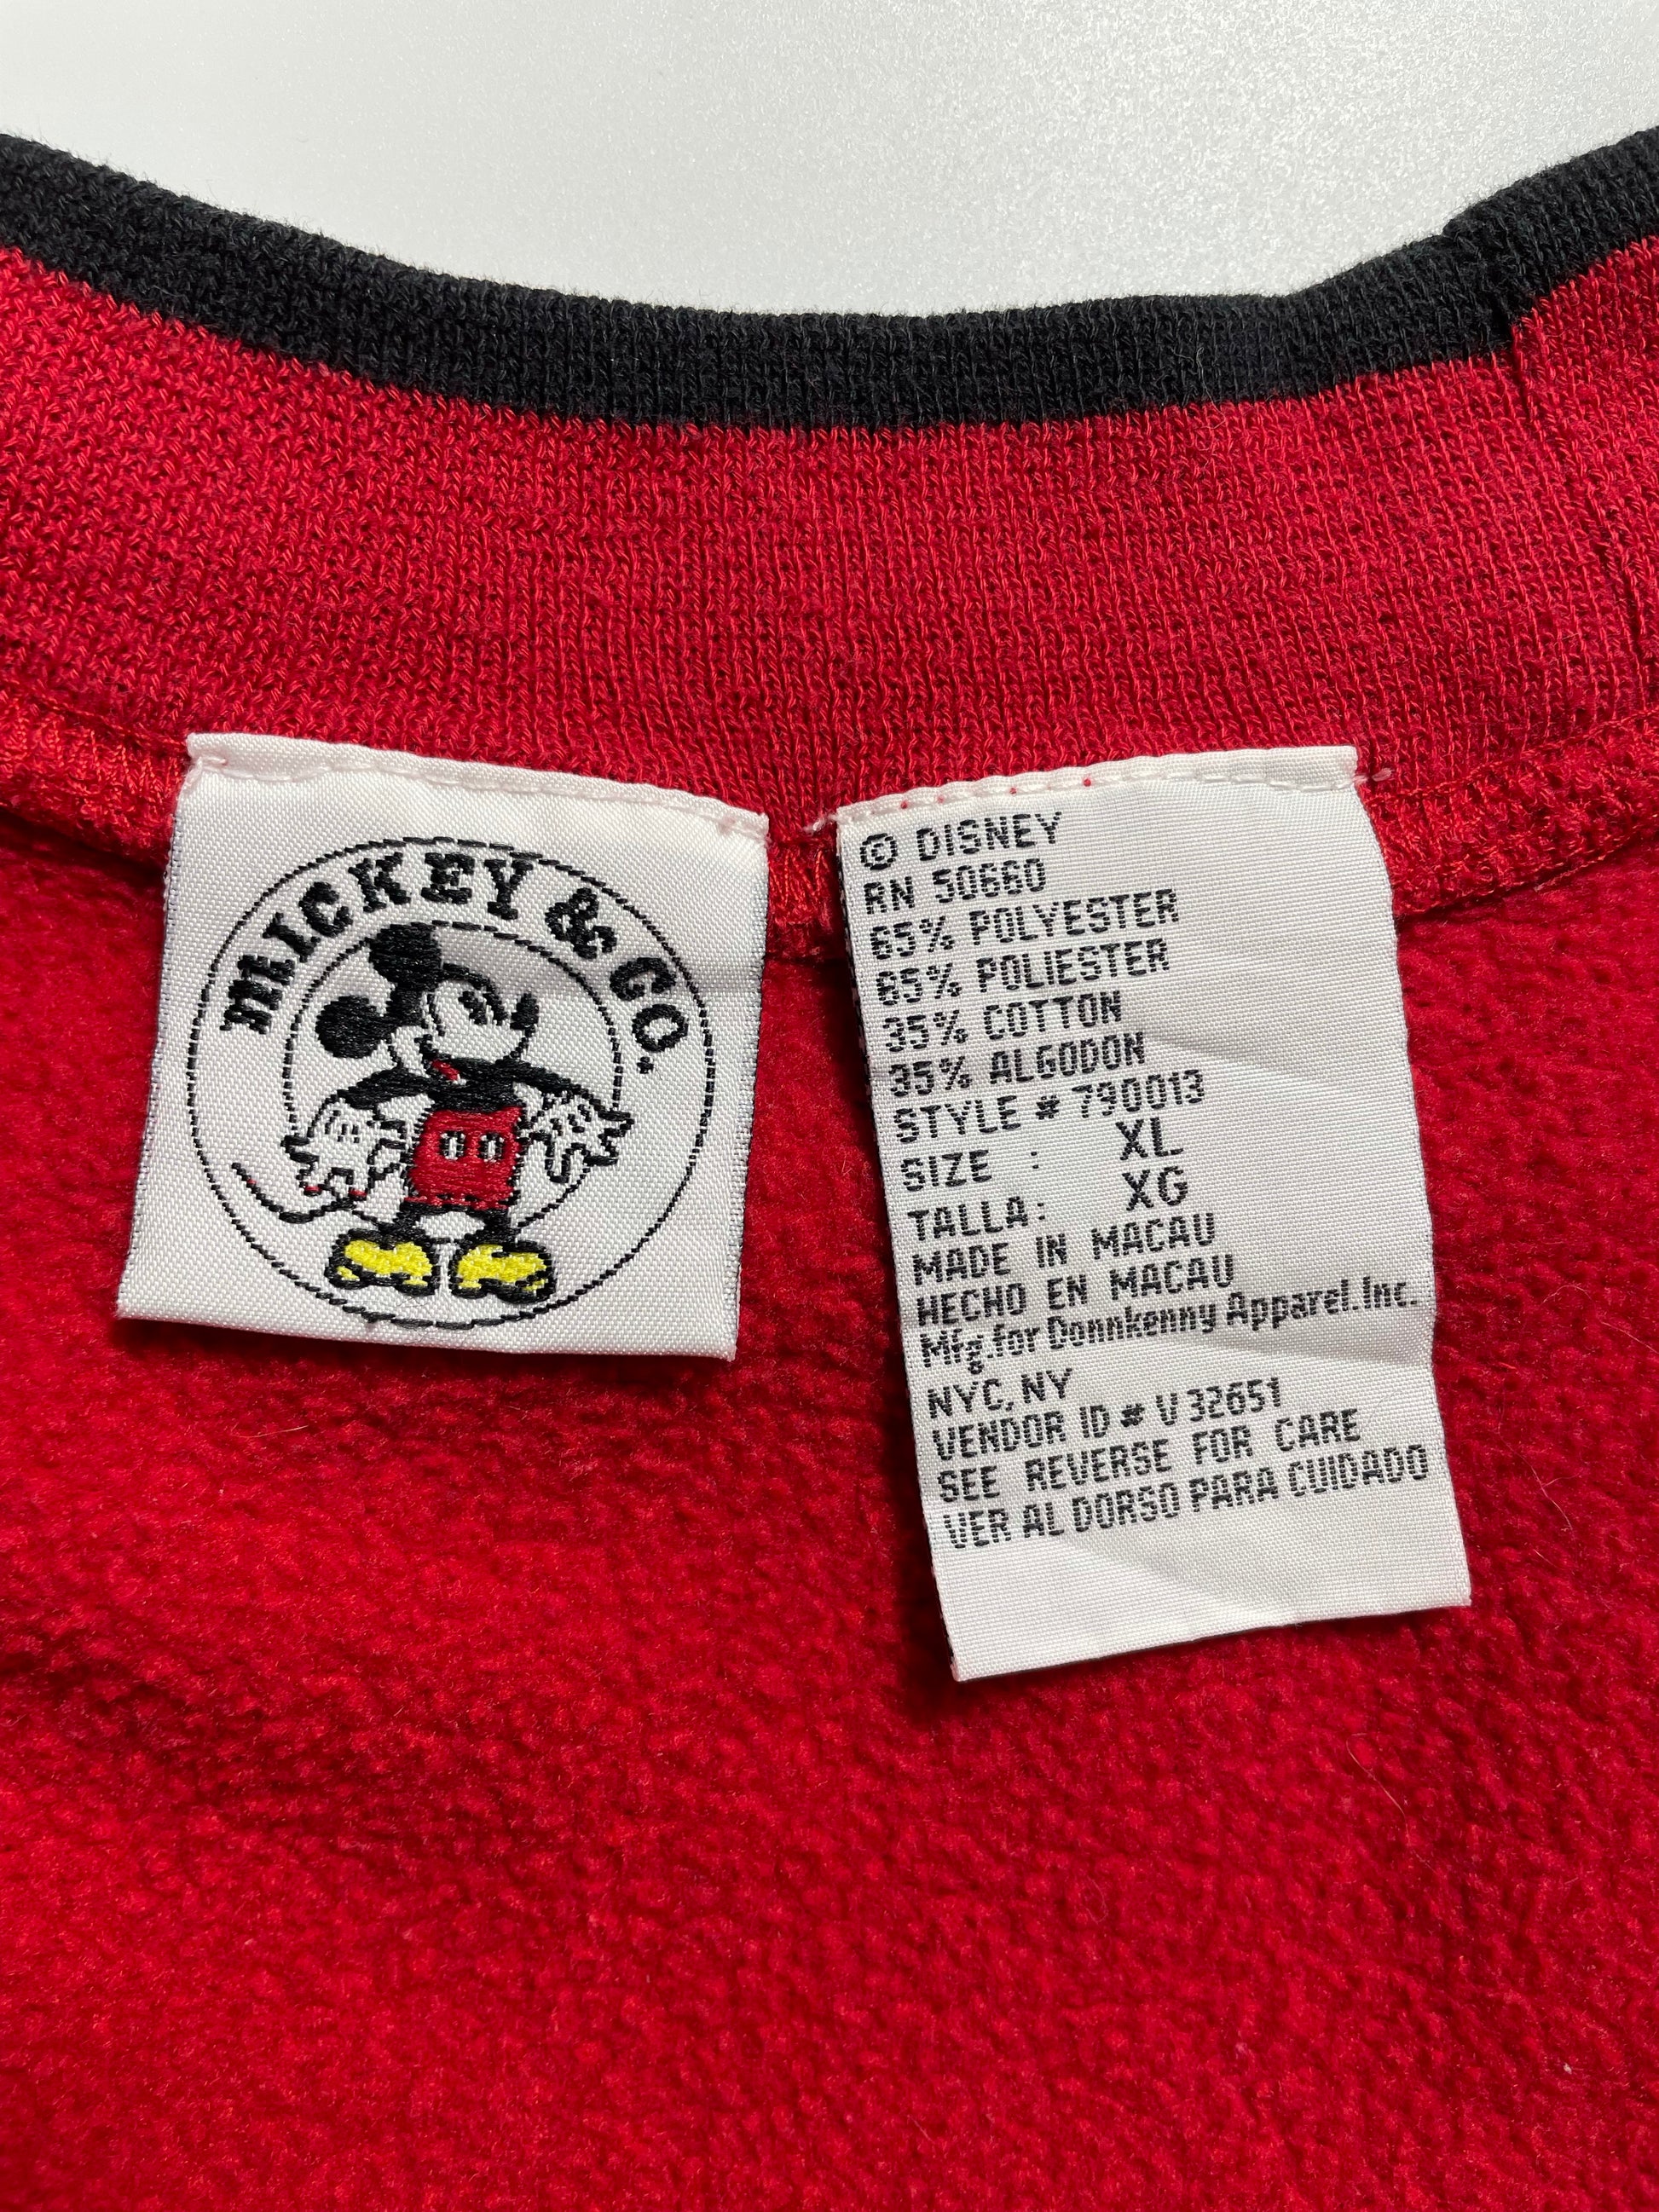 MICKEY & CO.
© DISNEY
RN 50660
65% POLYESTER
65% POLIESTER
35% COTTON
35% ALGODON
STYLE # 790013
SIZE : XL
TALLA: XG
MADE IN MACAU
HECHO EN MACAU
Mfg.for Donnkenny Apparel.Inc.
NYC,NY
VENDOR ID # V32651
SEE REVERSE FOR CARE
VER AL DORSO PARA CUIDADO